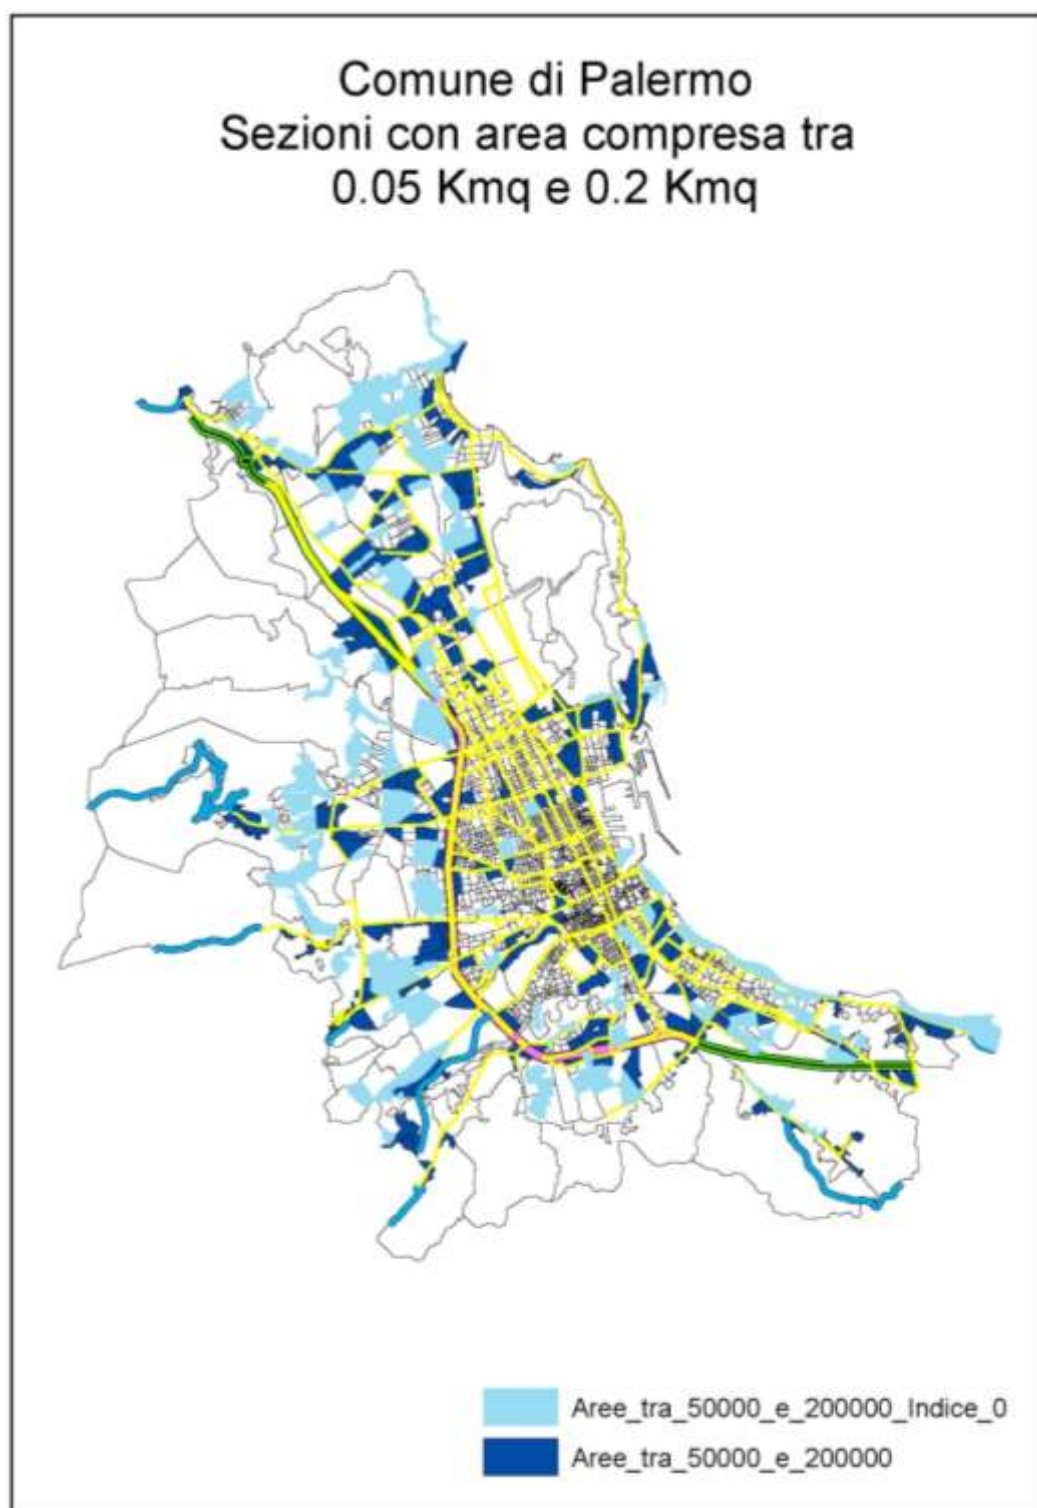 Comune di Palermo
Sezioni con area compresa tra
0.05 Kmq e 0.2 Kmq
Aree_tra_50000_e_200000_Indice_0
Aree_tra_50000_e_200000